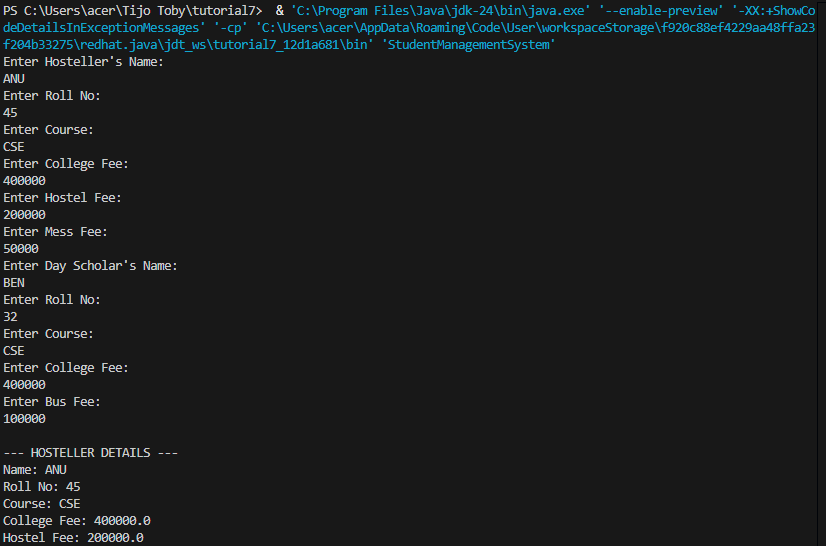 PS C:\Users\acer\Tijo Toby\tutorial7>  & 'C:\Program Files\Java\jdk-24\bin\java.exe' '--enable-preview' '-XX:+ShowCo
deDetailsInExceptionMessages' '-cp' 'C:\Users\acer\AppData\Roaming\Code\User\workspaceStorage\f920c88ef4229aa48ffa23
f204b33275\redhat.java\jdt_ws\tutorial7_12d1a681\bin' 'StudentManagementSystem'
Enter Hosteller's Name:
ANU
Enter Roll No:
45
Enter Course:
CSE
Enter College Fee:
400000
Enter Hostel Fee:
200000
Enter Mess Fee:
50000
Enter Day Scholar's Name:
BEN
Enter Roll No:
32
Enter Course:
CSE
Enter College Fee:
400000
Enter Bus Fee:
100000

--- HOSTELLER DETAILS ---
Name: ANU
Roll No: 45
Course: CSE
College Fee: 400000.0
Hostel Fee: 200000.0